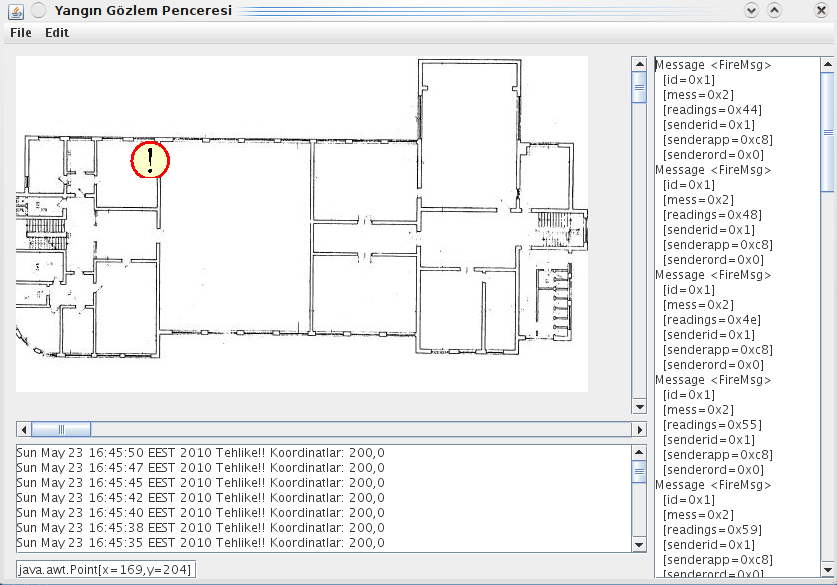 Yangın Gözlem Penceresi
File Edit
!
Sun May 23 16:45:50 EEST 2010 Tehlike!! Koordinatlar: 200,0
Sun May 23 16:45:47 EEST 2010 Tehlike!! Koordinatlar: 200,0
Sun May 23 16:45:45 EEST 2010 Tehlike!! Koordinatlar: 200,0
Sun May 23 16:45:42 EEST 2010 Tehlike!! Koordinatlar: 200,0
Sun May 23 16:45:40 EEST 2010 Tehlike!! Koordinatlar: 200,0
Sun May 23 16:45:38 EEST 2010 Tehlike!! Koordinatlar: 200,0
Sun May 23 16:45:35 EEST 2010 Tehlike!! Koordinatlar: 200,0
java.awt.Point[x=169,y=204]
Message <FireMsg>
[id=0x1]
[mess=0x2]
[readings=0x44]
[senderid=0x1]
[senderapp=0xc8]
[senderord=0x0]
Message <FireMsg>
[id=0x1]
[mess=0x2]
[readings=0x48]
[senderid=0x1]
[senderapp=0xc8]
[senderord=0x0]
Message <FireMsg>
[id=0x1]
[mess=0x2]
[readings=0x4e]
[senderid=0x1]
[senderapp=0xc8]
[senderord=0x0]
Message <FireMsg>
[id=0x1]
[mess=0x2]
[readings=0x55]
[senderid=0x1]
[senderapp=0xc8]
[senderord=0x0]
Message <FireMsg>
[id=0x1]
[mess=0x2]
[readings=0x59]
[senderid=0x1]
[senderapp=0xc8]
[senderord=0x0]